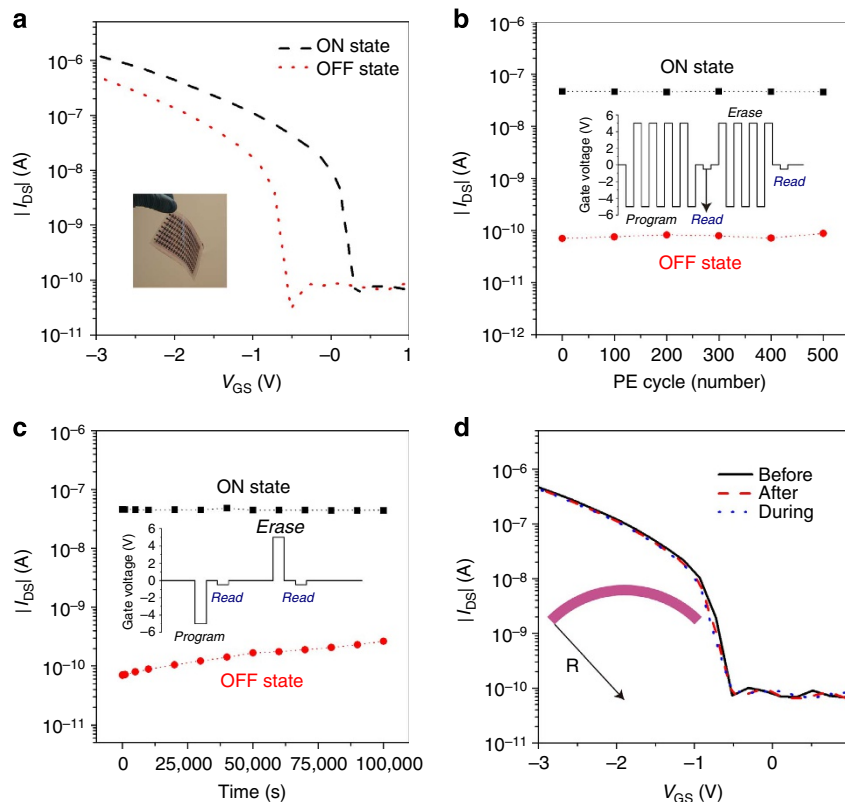 a
10⁻⁶
10⁻⁷
10⁻⁸
10⁻⁹
10⁻¹⁰
10⁻¹¹
|I_DS| (A)
ON state
OFF state
−3
−2
−1
−0
1
V_GS (V)
b
10⁻⁵
10⁻⁶
10⁻⁷
10⁻⁸
10⁻⁹
10⁻¹⁰
10⁻¹¹
10⁻¹²
|I_DS| (A)
ON state
Gate voltage (V)
6
4
2
0
−2
−4
−6
Erase
Program
Read
Read
OFF state
0
100
200
300
400
500
PE cycle (number)
c
10⁻⁶
10⁻⁷
10⁻⁸
10⁻⁹
10⁻¹⁰
10⁻¹¹
|I_DS| (A)
ON state
Gate voltage (V)
6
4
2
0
−2
−4
−6
Erase
Read
Read
Program
OFF state
0
25,000
50,000
75,000
100,000
Time (s)
d
10⁻⁵
10⁻⁶
10⁻⁷
10⁻⁸
10⁻⁹
10⁻¹⁰
10⁻¹¹
|I_DS| (A)
Before
After
During
R
−3
−2
−1
0
V_GS (V)